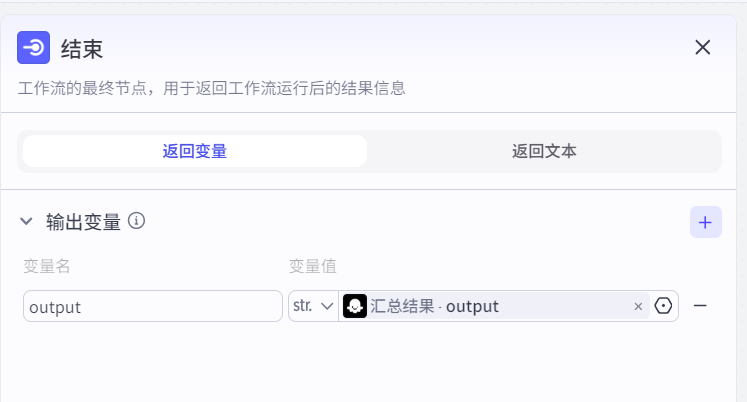 结束
工作流的最终节点，用于返回工作流运行后的结果信息
返回变量 返回文本
输出变量
变量名 变量值
output str. 汇总结果 - output